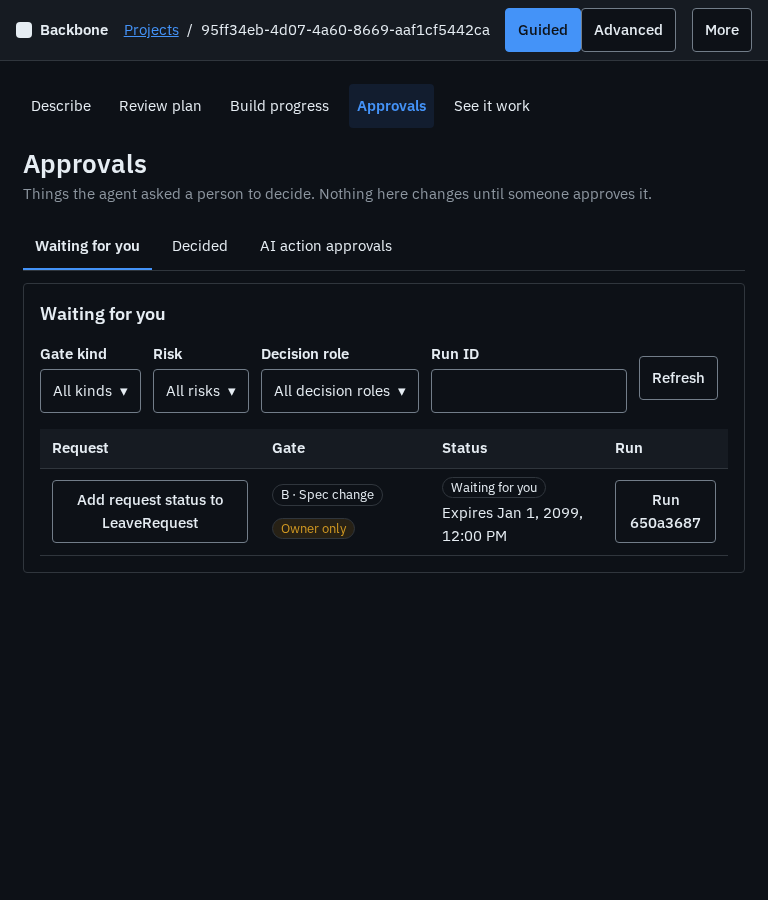 Backbone Projects / 95ff34eb-4d07-4a60-8669-aaf1cf5442ca Guided Advanced More
Describe Review plan Build progress Approvals See it work
Approvals
Things the agent asked a person to decide. Nothing here changes until someone approves it.
Waiting for you Decided AI action approvals
Waiting for you
Gate kind Risk Decision role Run ID
All kinds ▾ All risks ▾ All decision roles ▾ Refresh
Request Gate Status Run
Add request status to LeaveRequest
B · Spec change
Owner only
Waiting for you
Expires Jan 1, 2099,
12:00 PM
Run
650a3687